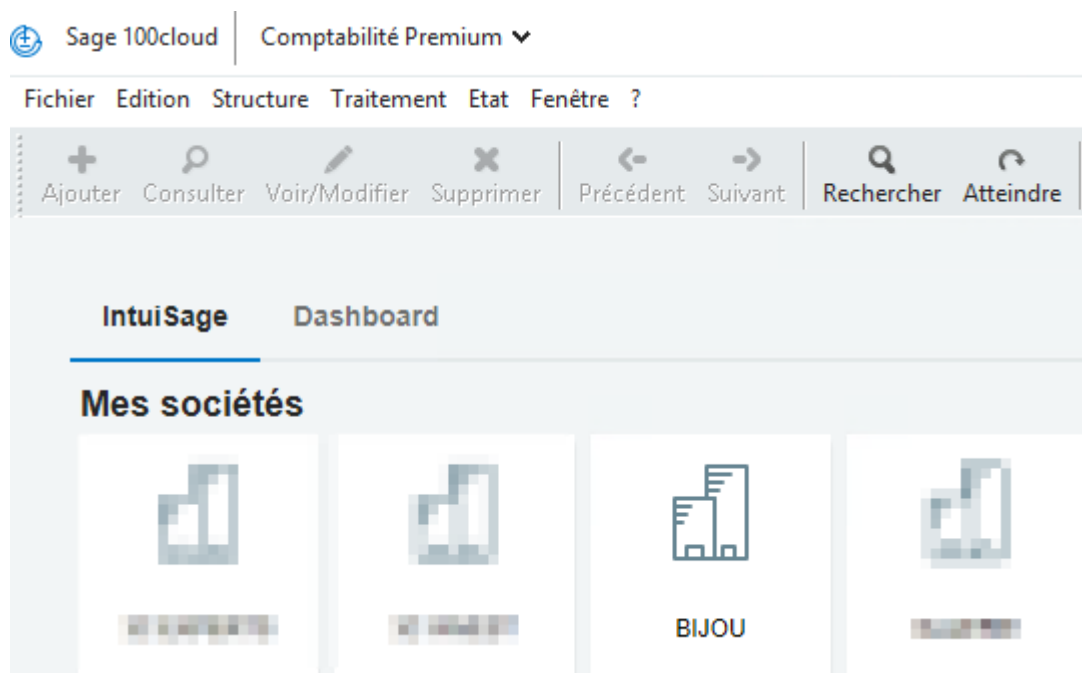 Sage 100cloud Comptabilité Premium
Fichier Edition Structure Traitement Etat Fenêtre ?
Ajouter Consulter Voir/Modifier Supprimer Précédent Suivant Rechercher Atteindre
IntuiSage Dashboard
Mes sociétés
BIJOU